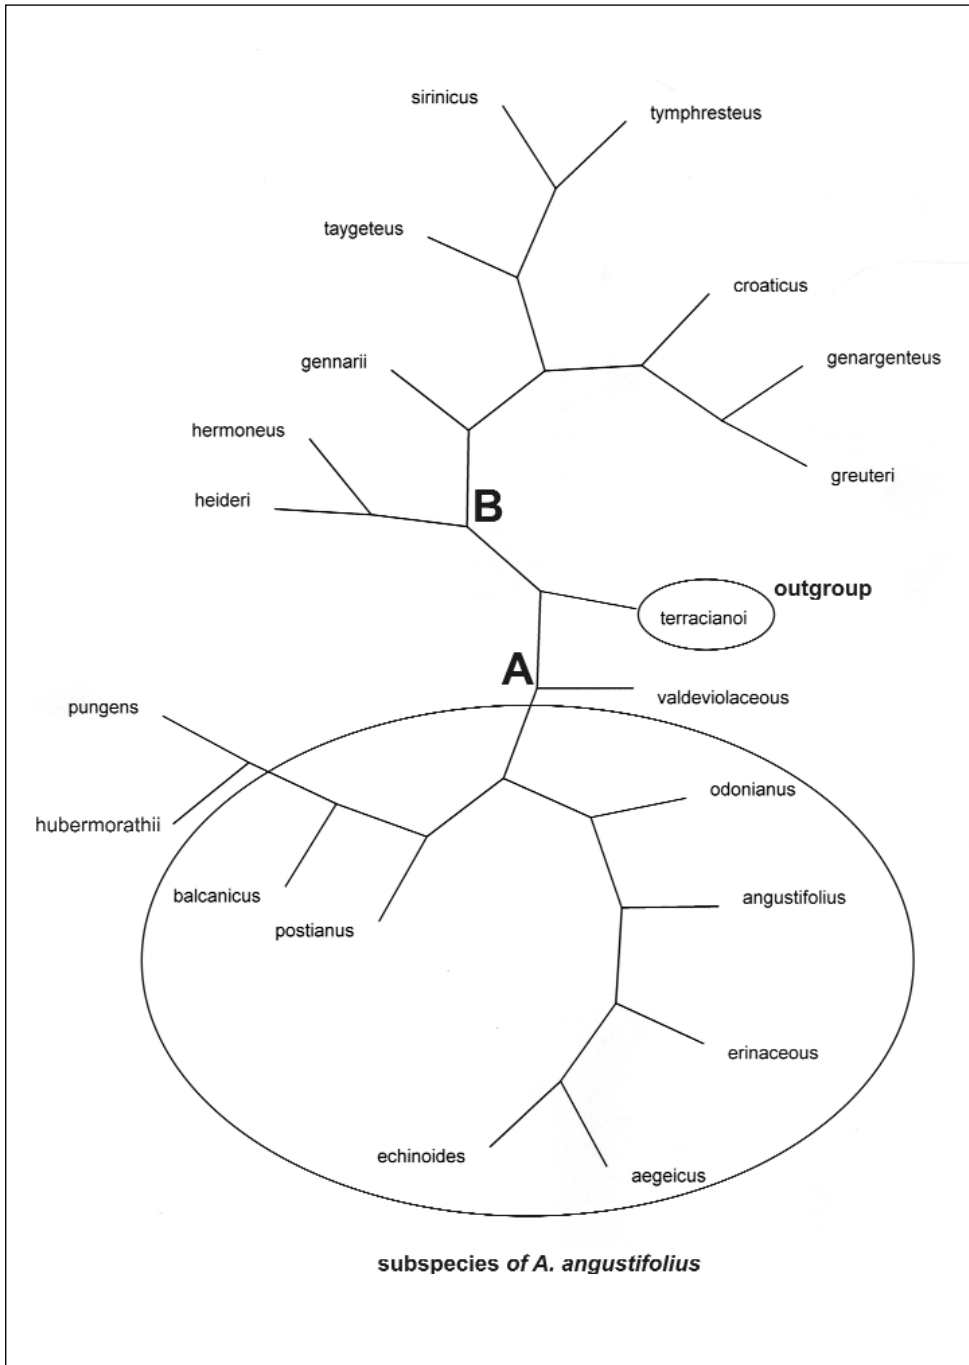 sirinicus
tymphresteus
taygeteus
croaticus
gennarii
genargenteus
hermoneus
greuteri
heideri
B
outgroup
terracianoi
A
valdeviolaceous
pungens
odonianus
hubermorathii
balcanicus
angustifolius
postianus
erinaceous
echinoides
aegeicus
subspecies of A. angustifolius